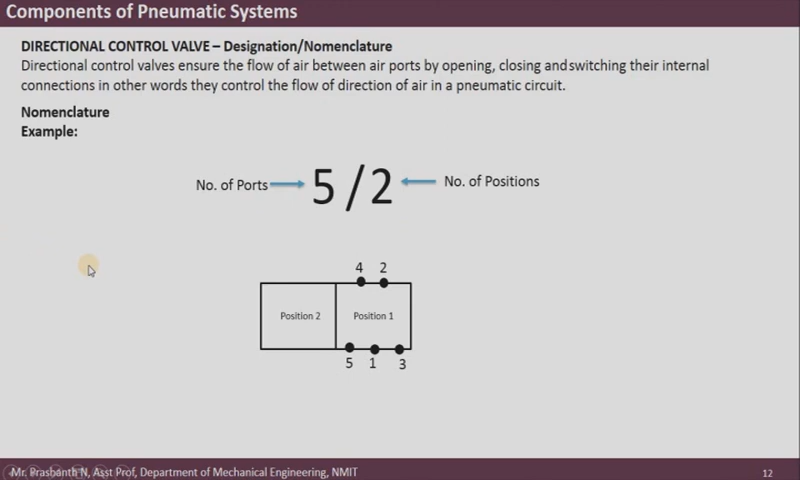 Components of Pneumatic Systems
DIRECTIONAL CONTROL VALVE – Designation/Nomenclature
Directional control valves ensure the flow of air between air ports by opening, closing and switching their internal
connections in other words they control the flow of direction of air in a pneumatic circuit.
Nomenclature
Example:
No. of Ports 5 / 2 No. of Positions
4 2
Position 2 Position 1
5 1 3
Mr. Prashanth N, Asst Prof, Department of Mechanical Engineering, NMIT 12